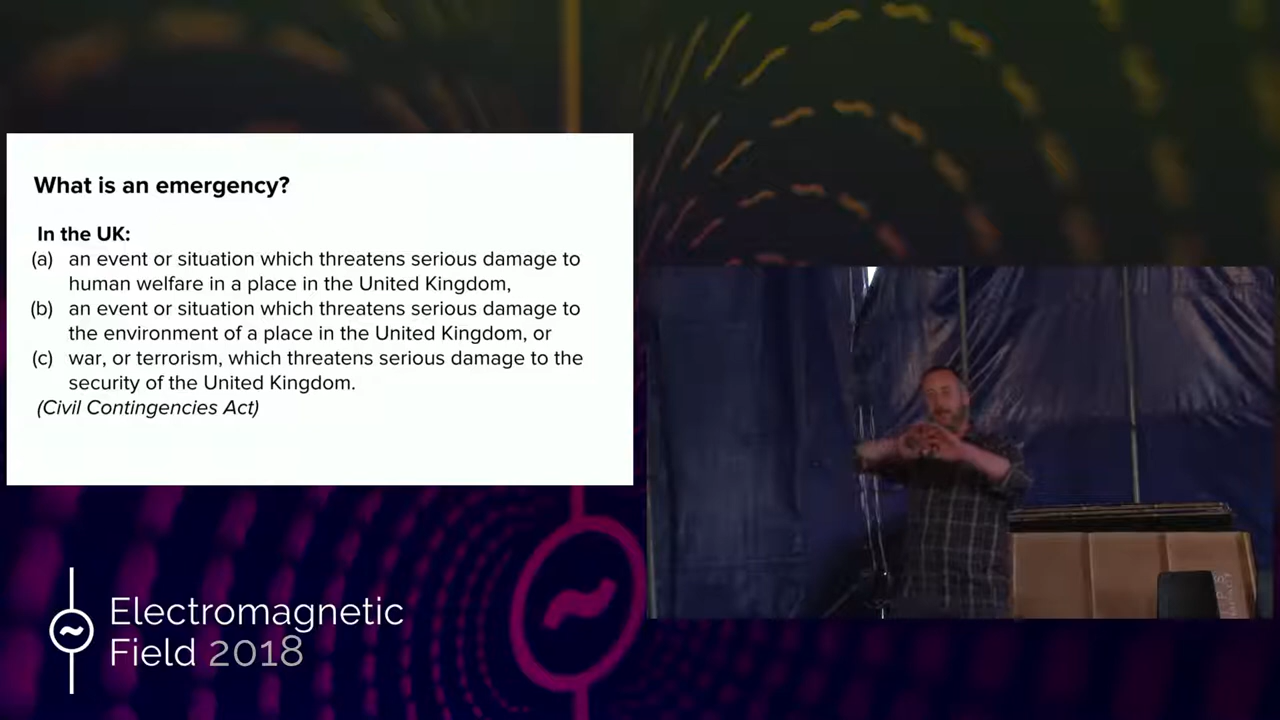 What is an emergency?
In the UK:
(a) an event or situation which threatens serious damage to
human welfare in a place in the United Kingdom,
(b) an event or situation which threatens serious damage to
the environment of a place in the United Kingdom, or
(c) war, or terrorism, which threatens serious damage to the
security of the United Kingdom.
(Civil Contingencies Act)
Electromagnetic
Field 2018